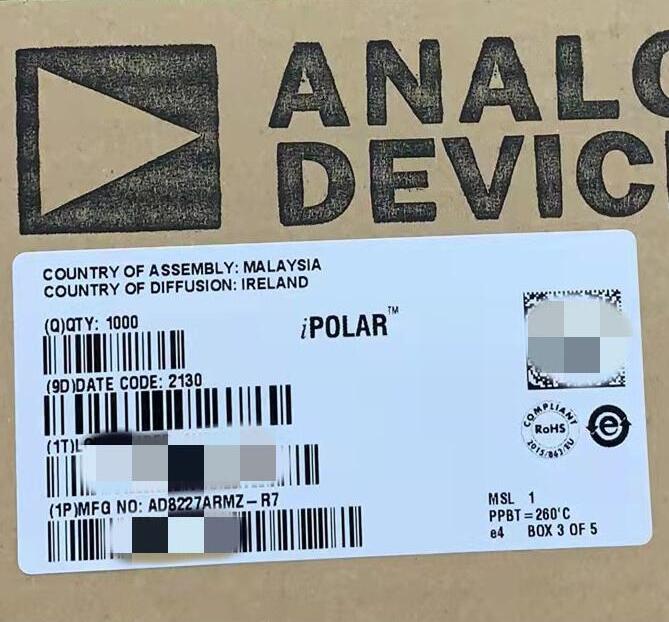 ANALO
DEVIC
COUNTRY OF ASSEMBLY: MALAYSIA
COUNTRY OF DIFFUSION: IRELAND
(Q)QTY: 1000
iPOLAR™
(9D)DATE CODE: 2130
COMPLIANT
RoHS
2015/863/EU
e
(1T)L
(1P)MFG NO: AD8227ARMZ-R7
MSL 1
PPBT=260°C
e4 BOX 3 OF 5